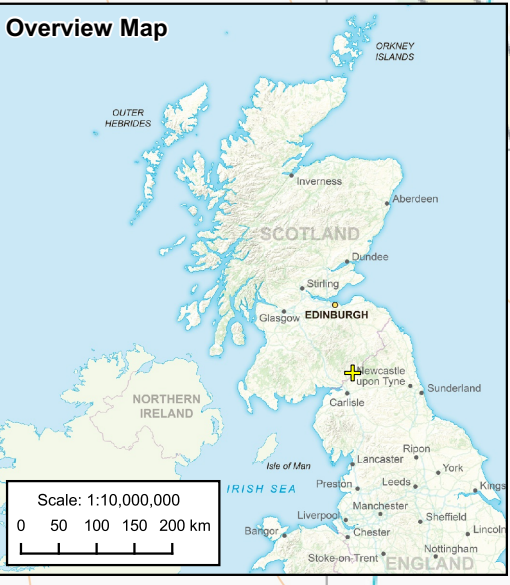 Overview Map
ORKNEY
ISLANDS
OUTER
HEBRIDES
Inverness
Aberdeen
SCOTLAND
Dundee
Stirling
Glasgow
EDINBURGH
Newcastle
upon Tyne
Sunderland
Carlisle
NORTHERN
IRELAND
Isle of Man
Ripon
Lancaster
York
IRISH SEA
Preston
Leeds
Kings
Manchester
Liverpool
Sheffield
Bangor
Chester
Lincoln
Nottingham
Stoke-on-Trent
ENGLAND
Scale: 1:10,000,000
0 50 100 150 200 km